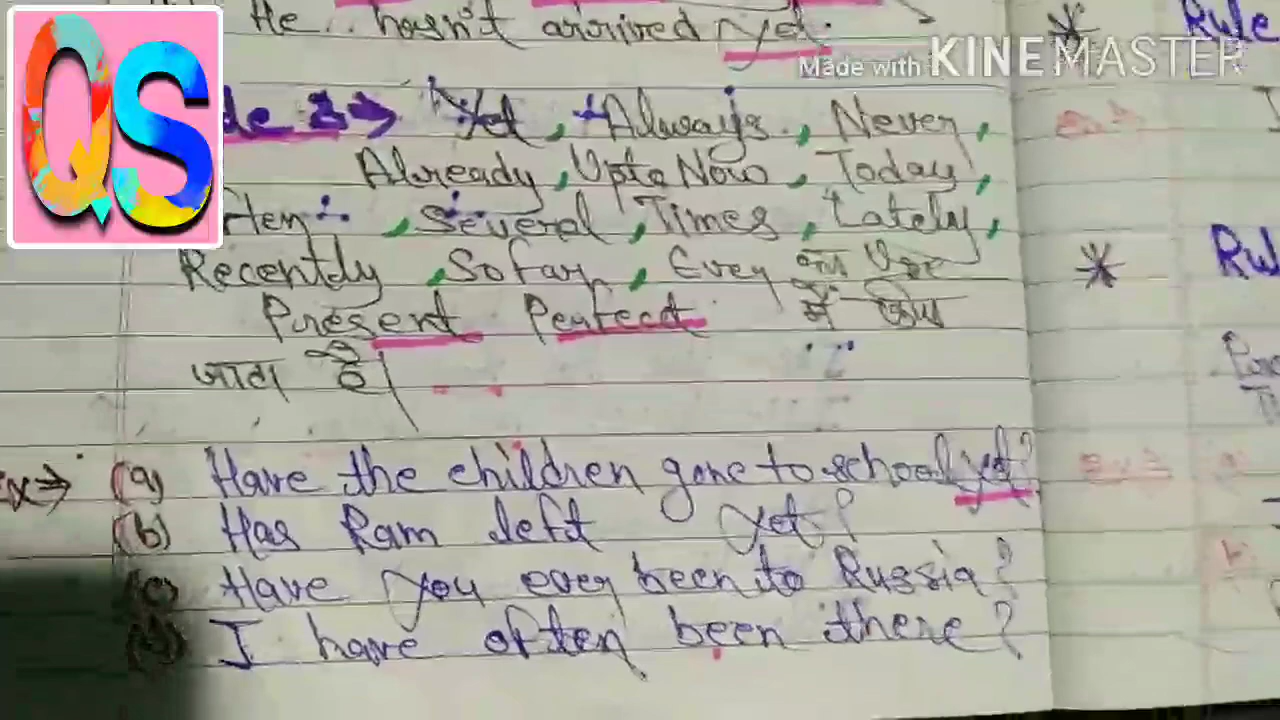 He hasn't arrived yet.
Made with KINEMASTER
QS
Yet, Always, Never,
Already, Upto Now, Today,
Several, Times, Lately,
Recently, So far, Ever का प्रयोग
Present Perfect में किया
जाता है।
(a) Have the children gone to school yet?
(b) Has Ram left yet?
(c) Have you ever been to Russia?
(d) I have often been there?
* Rule
*